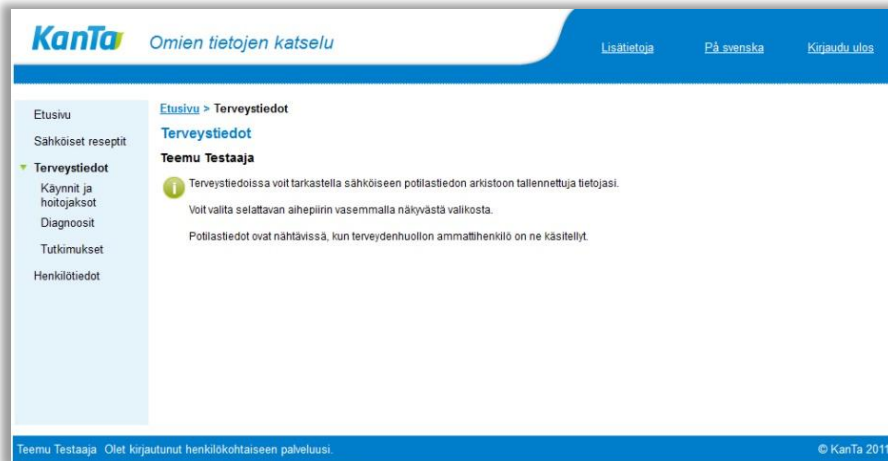 KanTa
Omien tietojen katselu
Lisätietoja
På svenska
Kirjaudu ulos
Etusivu
Sähköiset reseptit
Terveystiedot
Käynnit ja
hoitojaksot
Diagnoosit
Tutkimukset
Henkilötiedot
Etusivu > Terveystiedot
Terveystiedot
Teemu Testaaja
Terveystiedoissa voit tarkastella sähköiseen potilastiedon arkistoon tallennettuja tietojasi.
Voit valita selattavan aihepiirin vasemmalla näkyvästä valikosta.
Potilastiedot ovat nähtävissä, kun terveydenhuollon ammattihenkilö on ne käsitellyt.
Teemu Testaaja Olet kirjautunut henkilökohtaiseen palveluusi.
© KanTa 2011